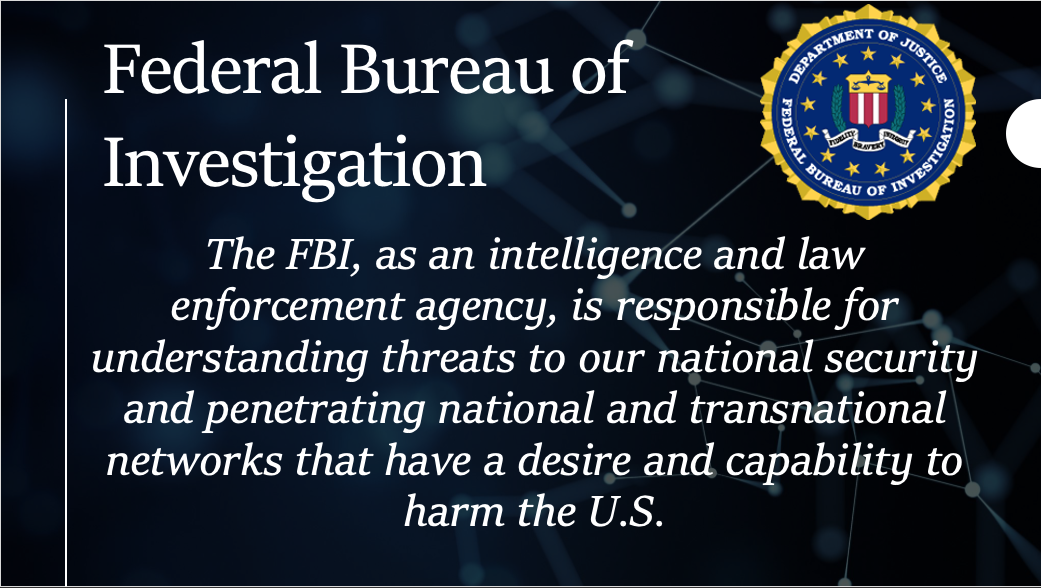 Federal Bureau of
Investigation
DEPARTMENT OF JUSTICE
FEDERAL BUREAU OF INVESTIGATION
FIDELITY
BRAVERY
INTEGRITY
The FBI, as an intelligence and law
enforcement agency, is responsible for
understanding threats to our national security
and penetrating national and transnational
networks that have a desire and capability to
harm the U.S.